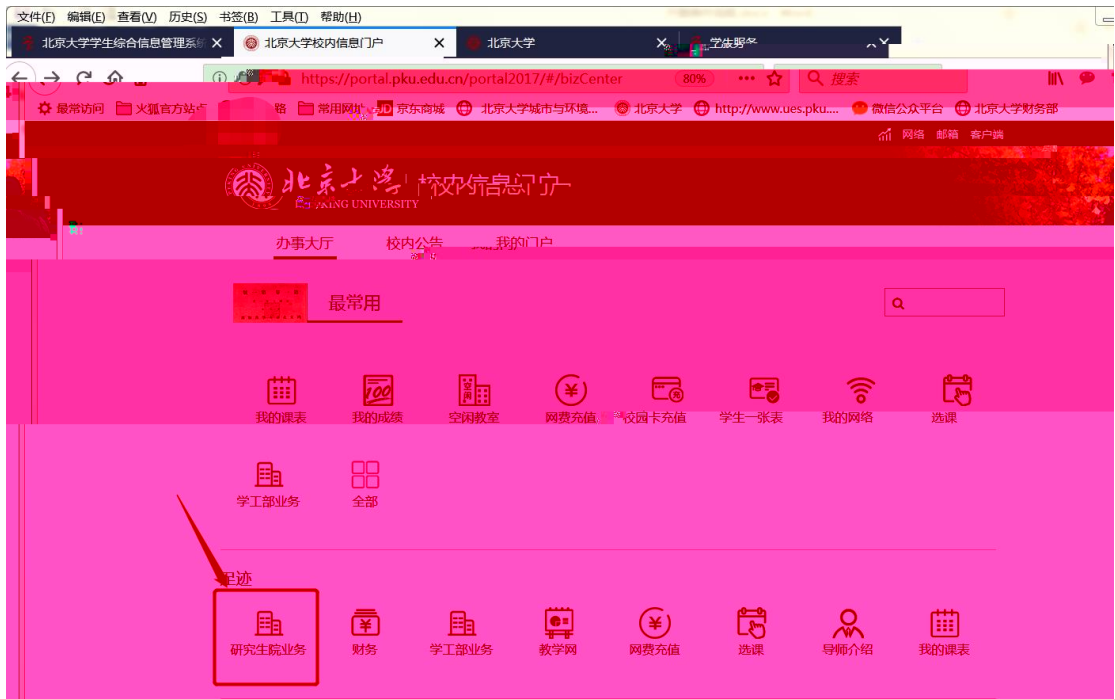 文件(F) 编辑(E) 查看(V) 历史(S) 书签(B) 工具(T) 帮助(H)
北京大学学生综合信息管理系统 北京大学校内信息门户 北京大学
https://portal.pku.edu.cn/portal2017/#/bizCenter 80% 搜索
最常访问 火狐官方站点 常用网址 JD 京东商城 北京大学城市与环境... 北京大学 http://www.ues.pku.... 微信公众平台 北京大学财务部
网络 邮箱 客户端
北京大学 校内信息门户
PEKING UNIVERSITY
办事大厅 校内公告 我的门户
最常用
我的课表 我的成绩 空闲教室 网费充值 校园卡充值 学生一张表 我的网络 选课
学工部业务 全部
足迹
研究生院业务 财务 学工部业务 教学网 网费充值 选课 导师介绍 我的课表